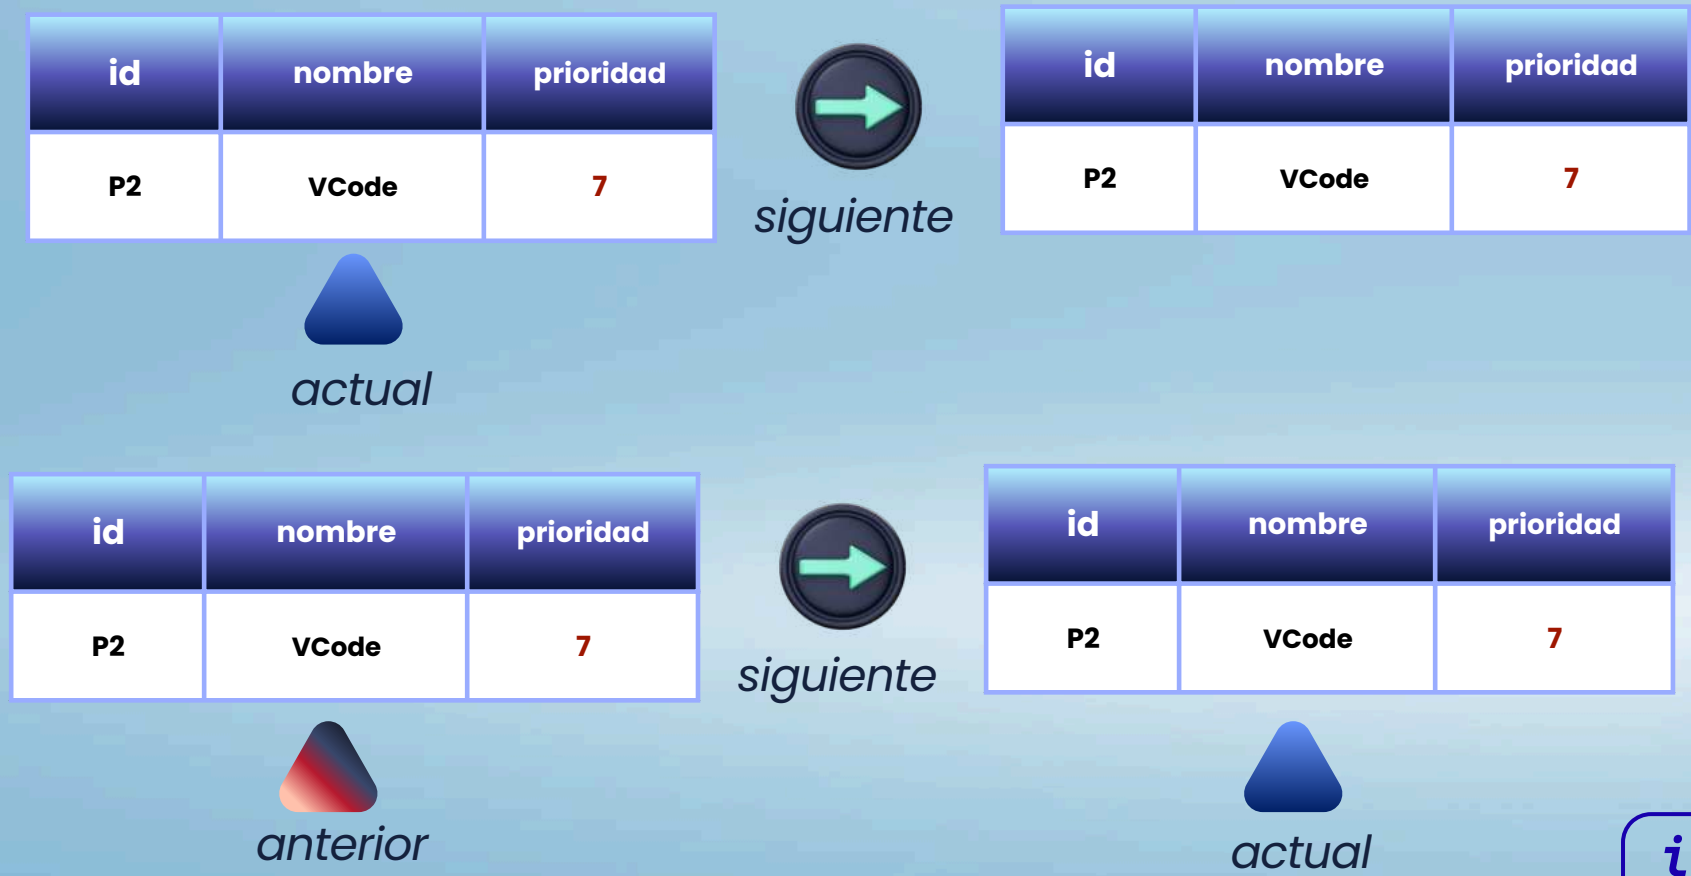 id nombre prioridad
P2 VCode 7
siguiente
id nombre prioridad
P2 VCode 7
actual
id nombre prioridad
P2 VCode 7
siguiente
id nombre prioridad
P2 VCode 7
anterior
actual
i